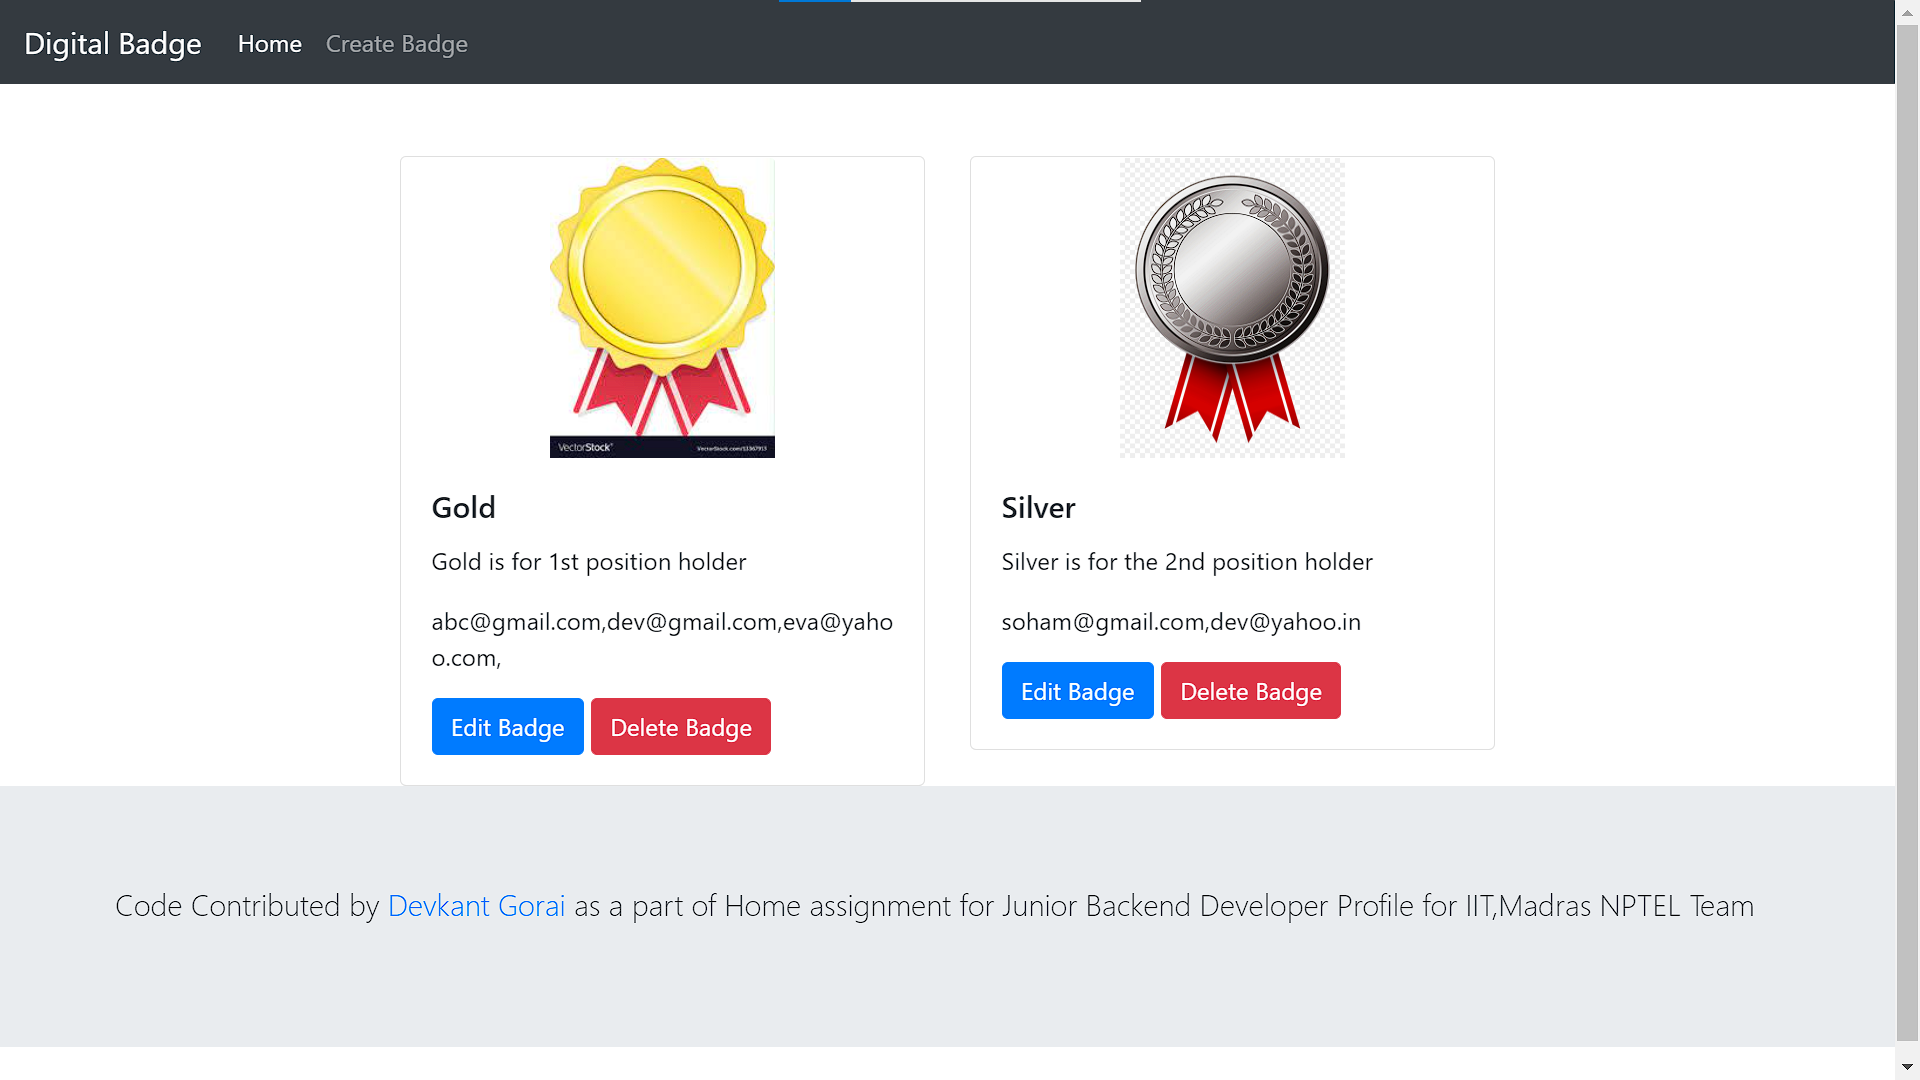 Digital Badge Home Create Badge
VectorStock®
VectorStock.com/13367913
Gold
Gold is for 1st position holder
abc@gmail.com,dev@gmail.com,eva@yaho
o.com,
Edit Badge Delete Badge
Silver
Silver is for the 2nd position holder
soham@gmail.com,dev@yahoo.in
Edit Badge Delete Badge
Code Contributed by Devkant Gorai as a part of Home assignment for Junior Backend Developer Profile for IIT,Madras NPTEL Team